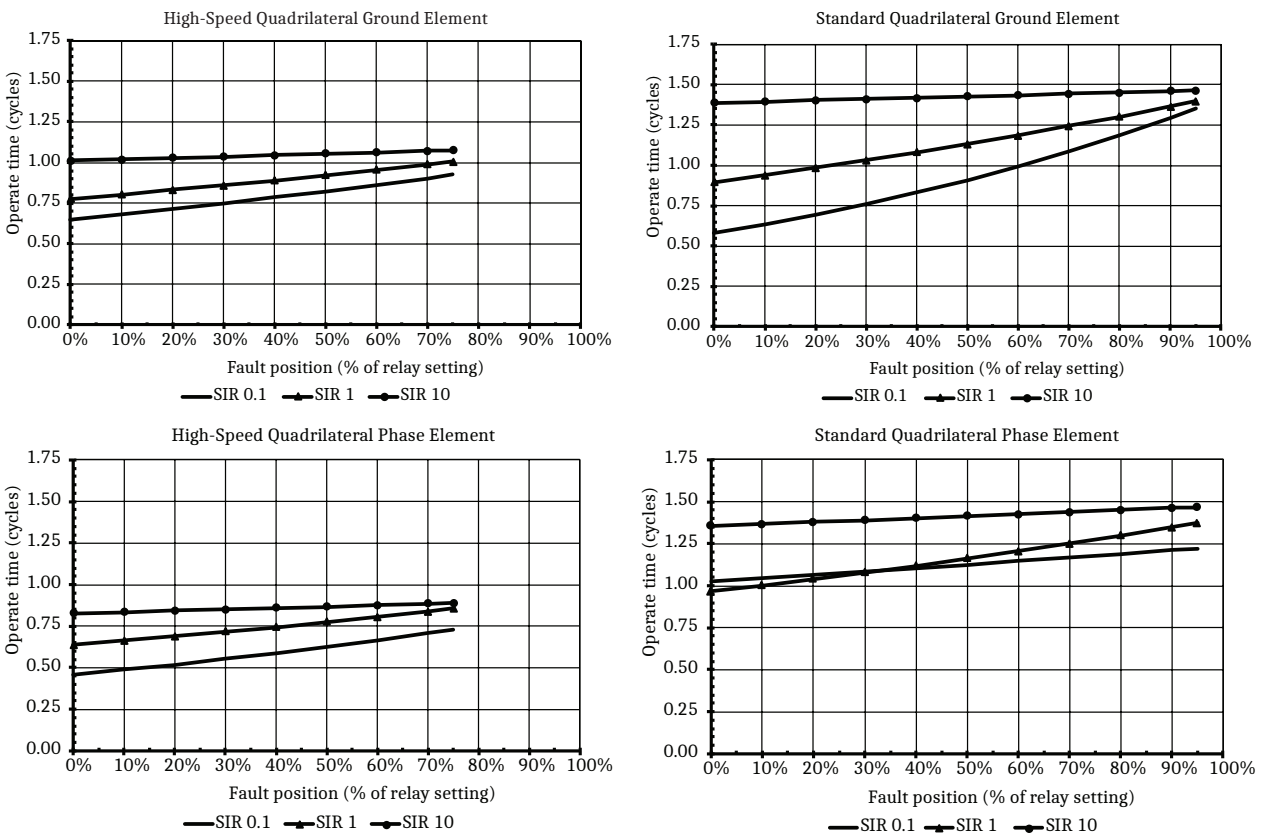 High-Speed Quadrilateral Ground Element
1.75
1.50
1.25
1.00
0.75
0.50
0.25
0.00
Operate time (cycles)
0% 10% 20% 30% 40% 50% 60% 70% 80% 90% 100%
Fault position (% of relay setting)
SIR 0.1 SIR 1 SIR 10
Standard Quadrilateral Ground Element
1.75
1.50
1.25
1.00
0.75
0.50
0.25
0.00
Operate time (cycles)
0% 10% 20% 30% 40% 50% 60% 70% 80% 90% 100%
Fault position (% of relay setting)
SIR 0.1 SIR 1 SIR 10
High-Speed Quadrilateral Phase Element
1.75
1.50
1.25
1.00
0.75
0.50
0.25
0.00
Operate time (cycles)
0% 10% 20% 30% 40% 50% 60% 70% 80% 90% 100%
Fault position (% of relay setting)
SIR 0.1 SIR 1 SIR 10
Standard Quadrilateral Phase Element
1.75
1.50
1.25
1.00
0.75
0.50
0.25
0.00
Operate time (cycles)
0% 10% 20% 30% 40% 50% 60% 70% 80% 90% 100%
Fault position (% of relay setting)
SIR 0.1 SIR 1 SIR 10